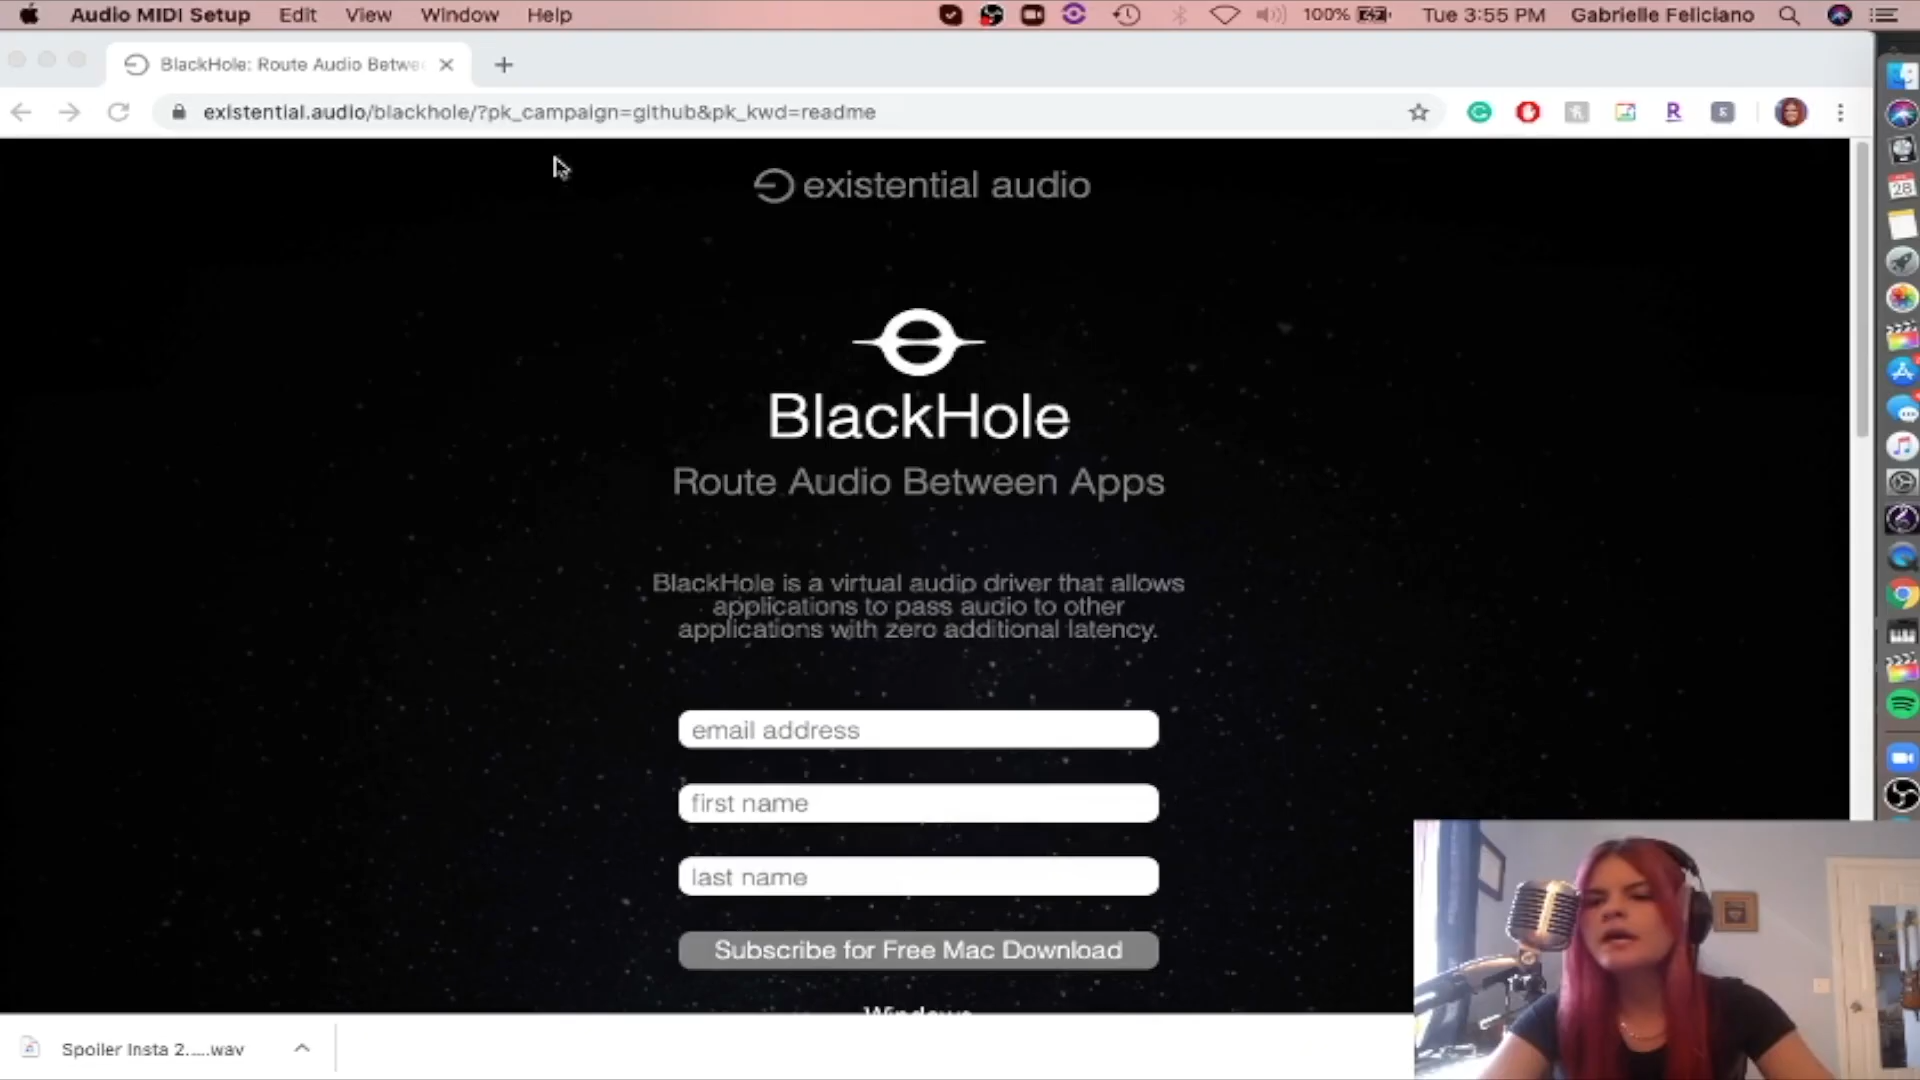 Audio MIDI Setup Edit View Window Help 100% Tue 3:55 PM Gabrielle Feliciano
BlackHole: Route Audio Betwe
existential.audio/blackhole/?pk_campaign=github&pk_kwd=readme
existential audio
BlackHole
Route Audio Between Apps
BlackHole is a virtual audio driver that allows
applications to pass audio to other
applications with zero additional latency.
email address
first name
last name
Subscribe for Free Mac Download
Windows
Spoiler Insta 2.....wav
28